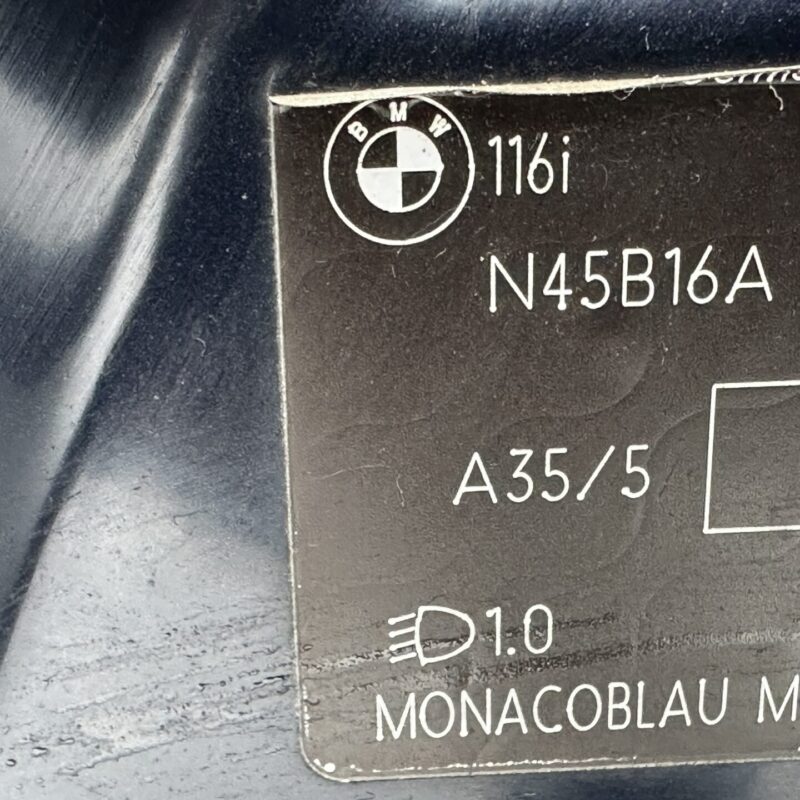 BMW 116i
N45B16A
A35/5
1.0
MONACOBLAU M